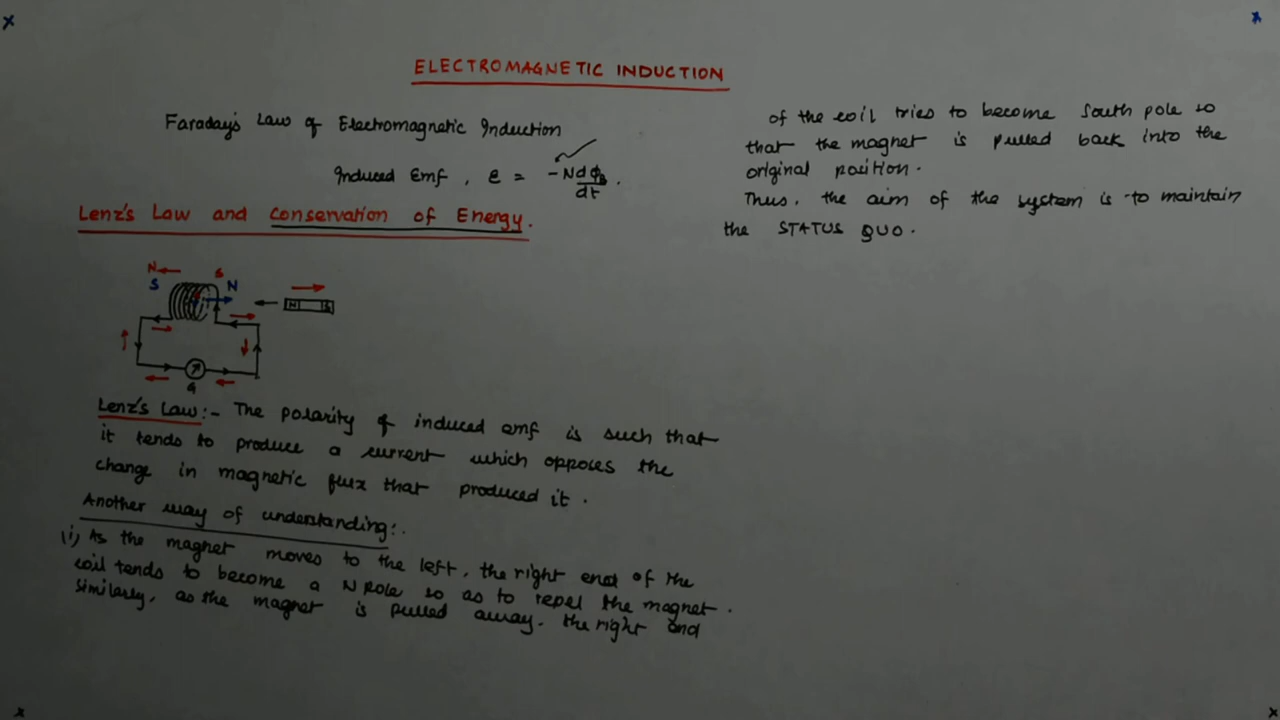 ELECTROMAGNETIC INDUCTION
Faraday's Law of Electromagnetic Induction
Induced Emf, e = -N dφB/dt.
Lenz's Law and Conservation of Energy.
N S
S N
N S
G
Lenz's Law:- The polarity of induced emf is such that
it tends to produce a current which opposes the
change in magnetic flux that produced it.
Another way of understanding:.
(i) As the magnet moves to the left, the right end of the
coil tends to become a N Pole so as to repel the magnet.
Similarly, as the magnet is pulled away. the right end
of the coil tries to become South pole so
that the magnet is pulled back into the
original position.
Thus, the aim of the system is to maintain
the STATUS QUO.